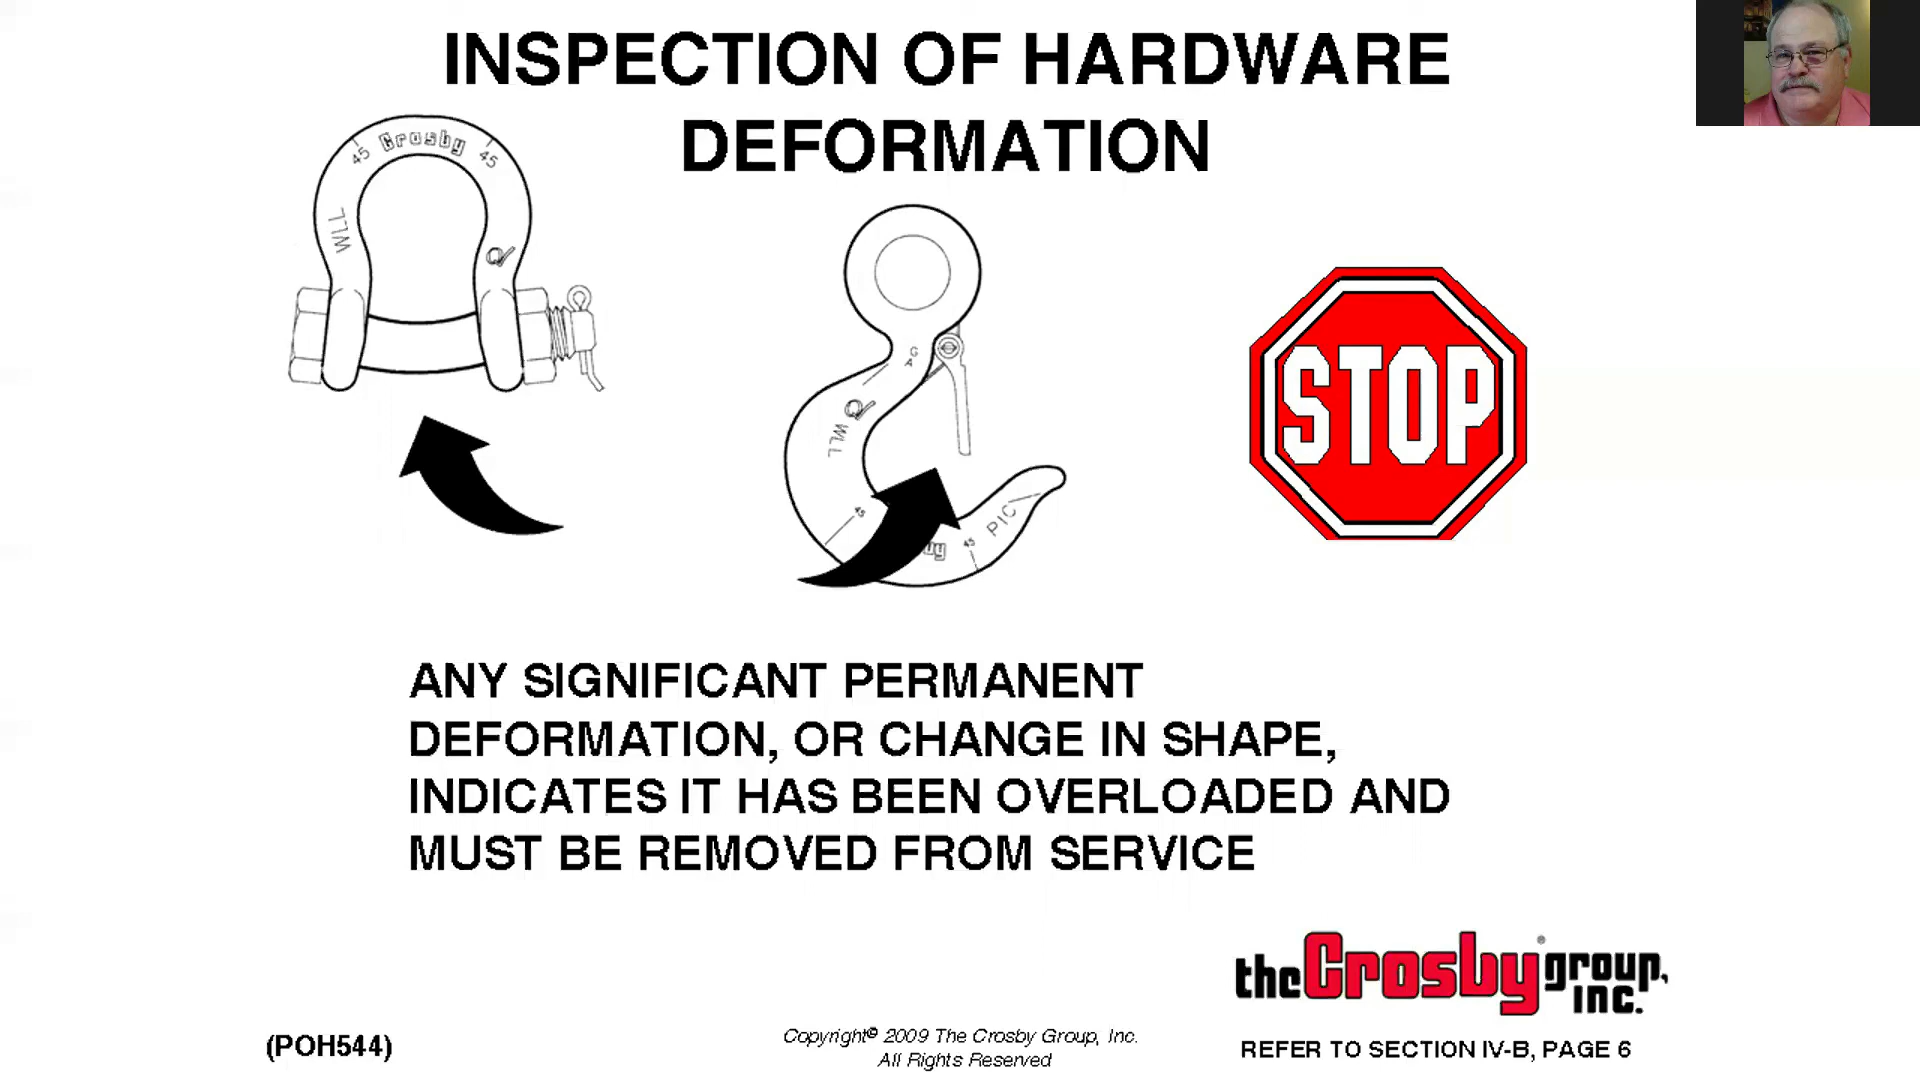 INSPECTION OF HARDWARE
DEFORMATION
45 Crosby 45
WLL
WLL
45
45
PIC
STOP
ANY SIGNIFICANT PERMANENT
DEFORMATION, OR CHANGE IN SHAPE,
INDICATES IT HAS BEEN OVERLOADED AND
MUST BE REMOVED FROM SERVICE
the Crosby® group, inc.
(POH544)
Copyright© 2009 The Crosby Group, Inc.
All Rights Reserved
REFER TO SECTION IV-B, PAGE 6